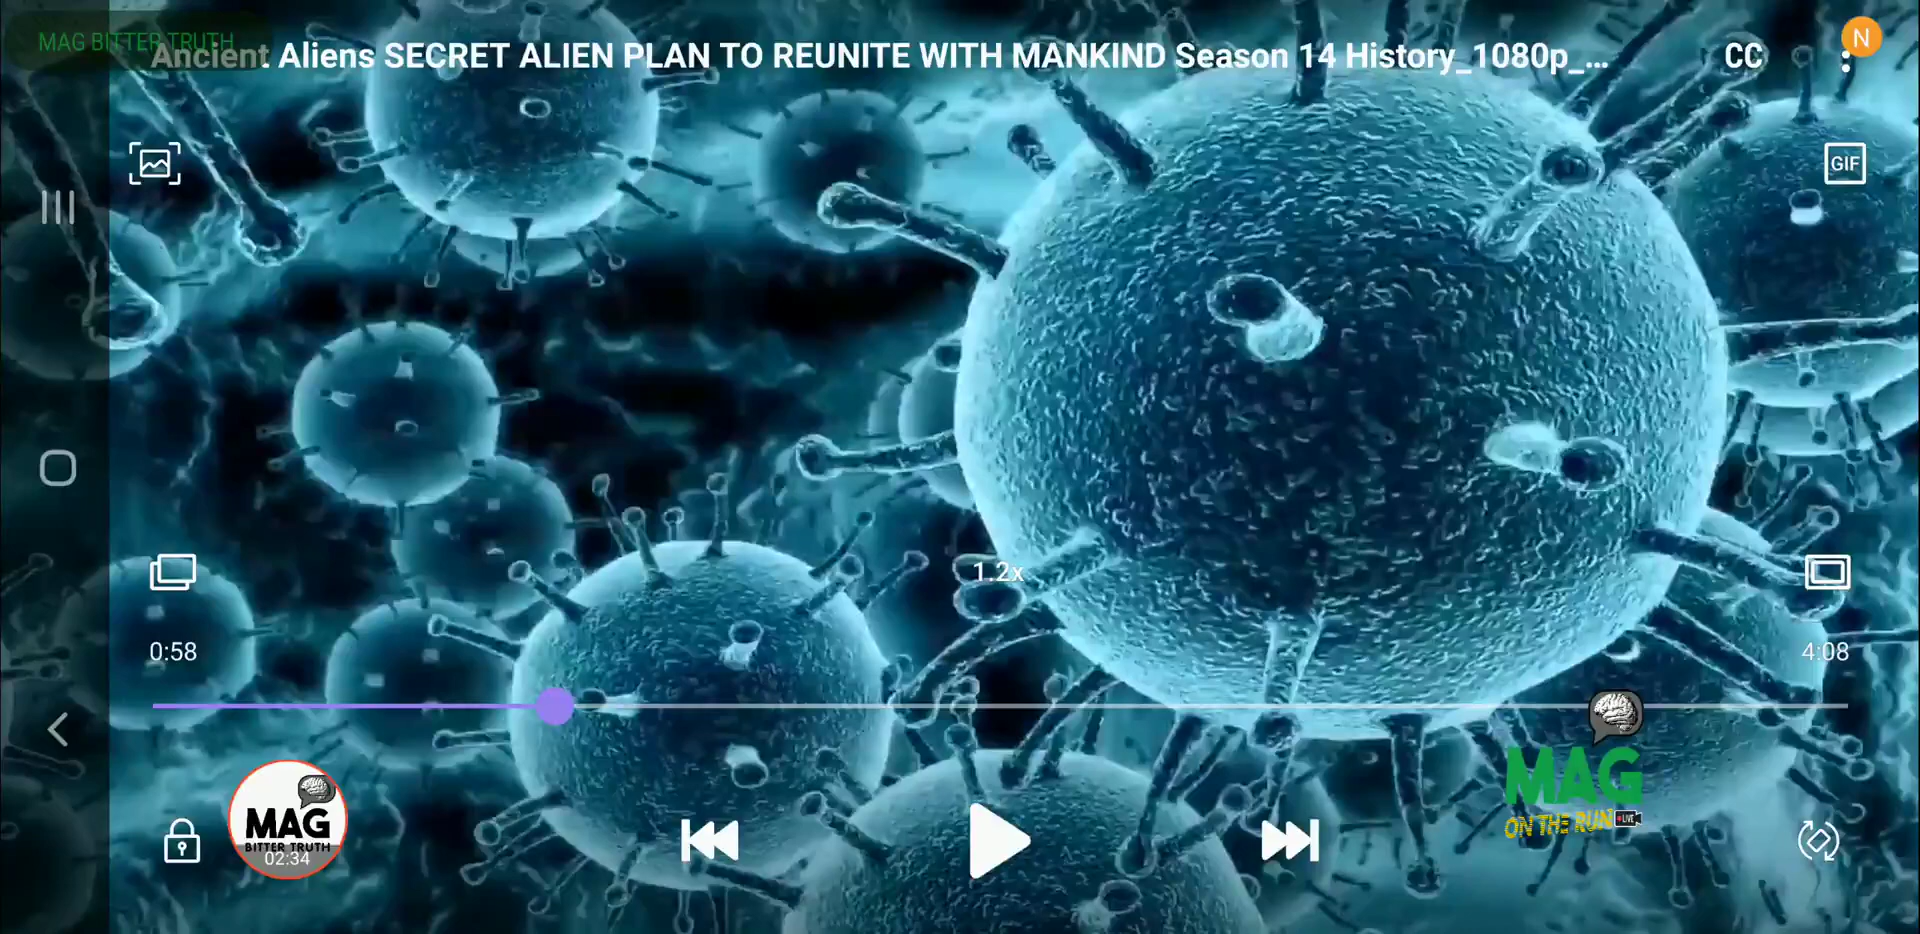 MAG BITTER TRUTH
Ancient Aliens SECRET ALIEN PLAN TO REUNITE WITH MANKIND Season 14 History_1080p_...
CC
N
GIF
1.2x
0:58
4:08
MAG
BITTER TRUTH
02:34
MAG
ON THE RUN
LIVE